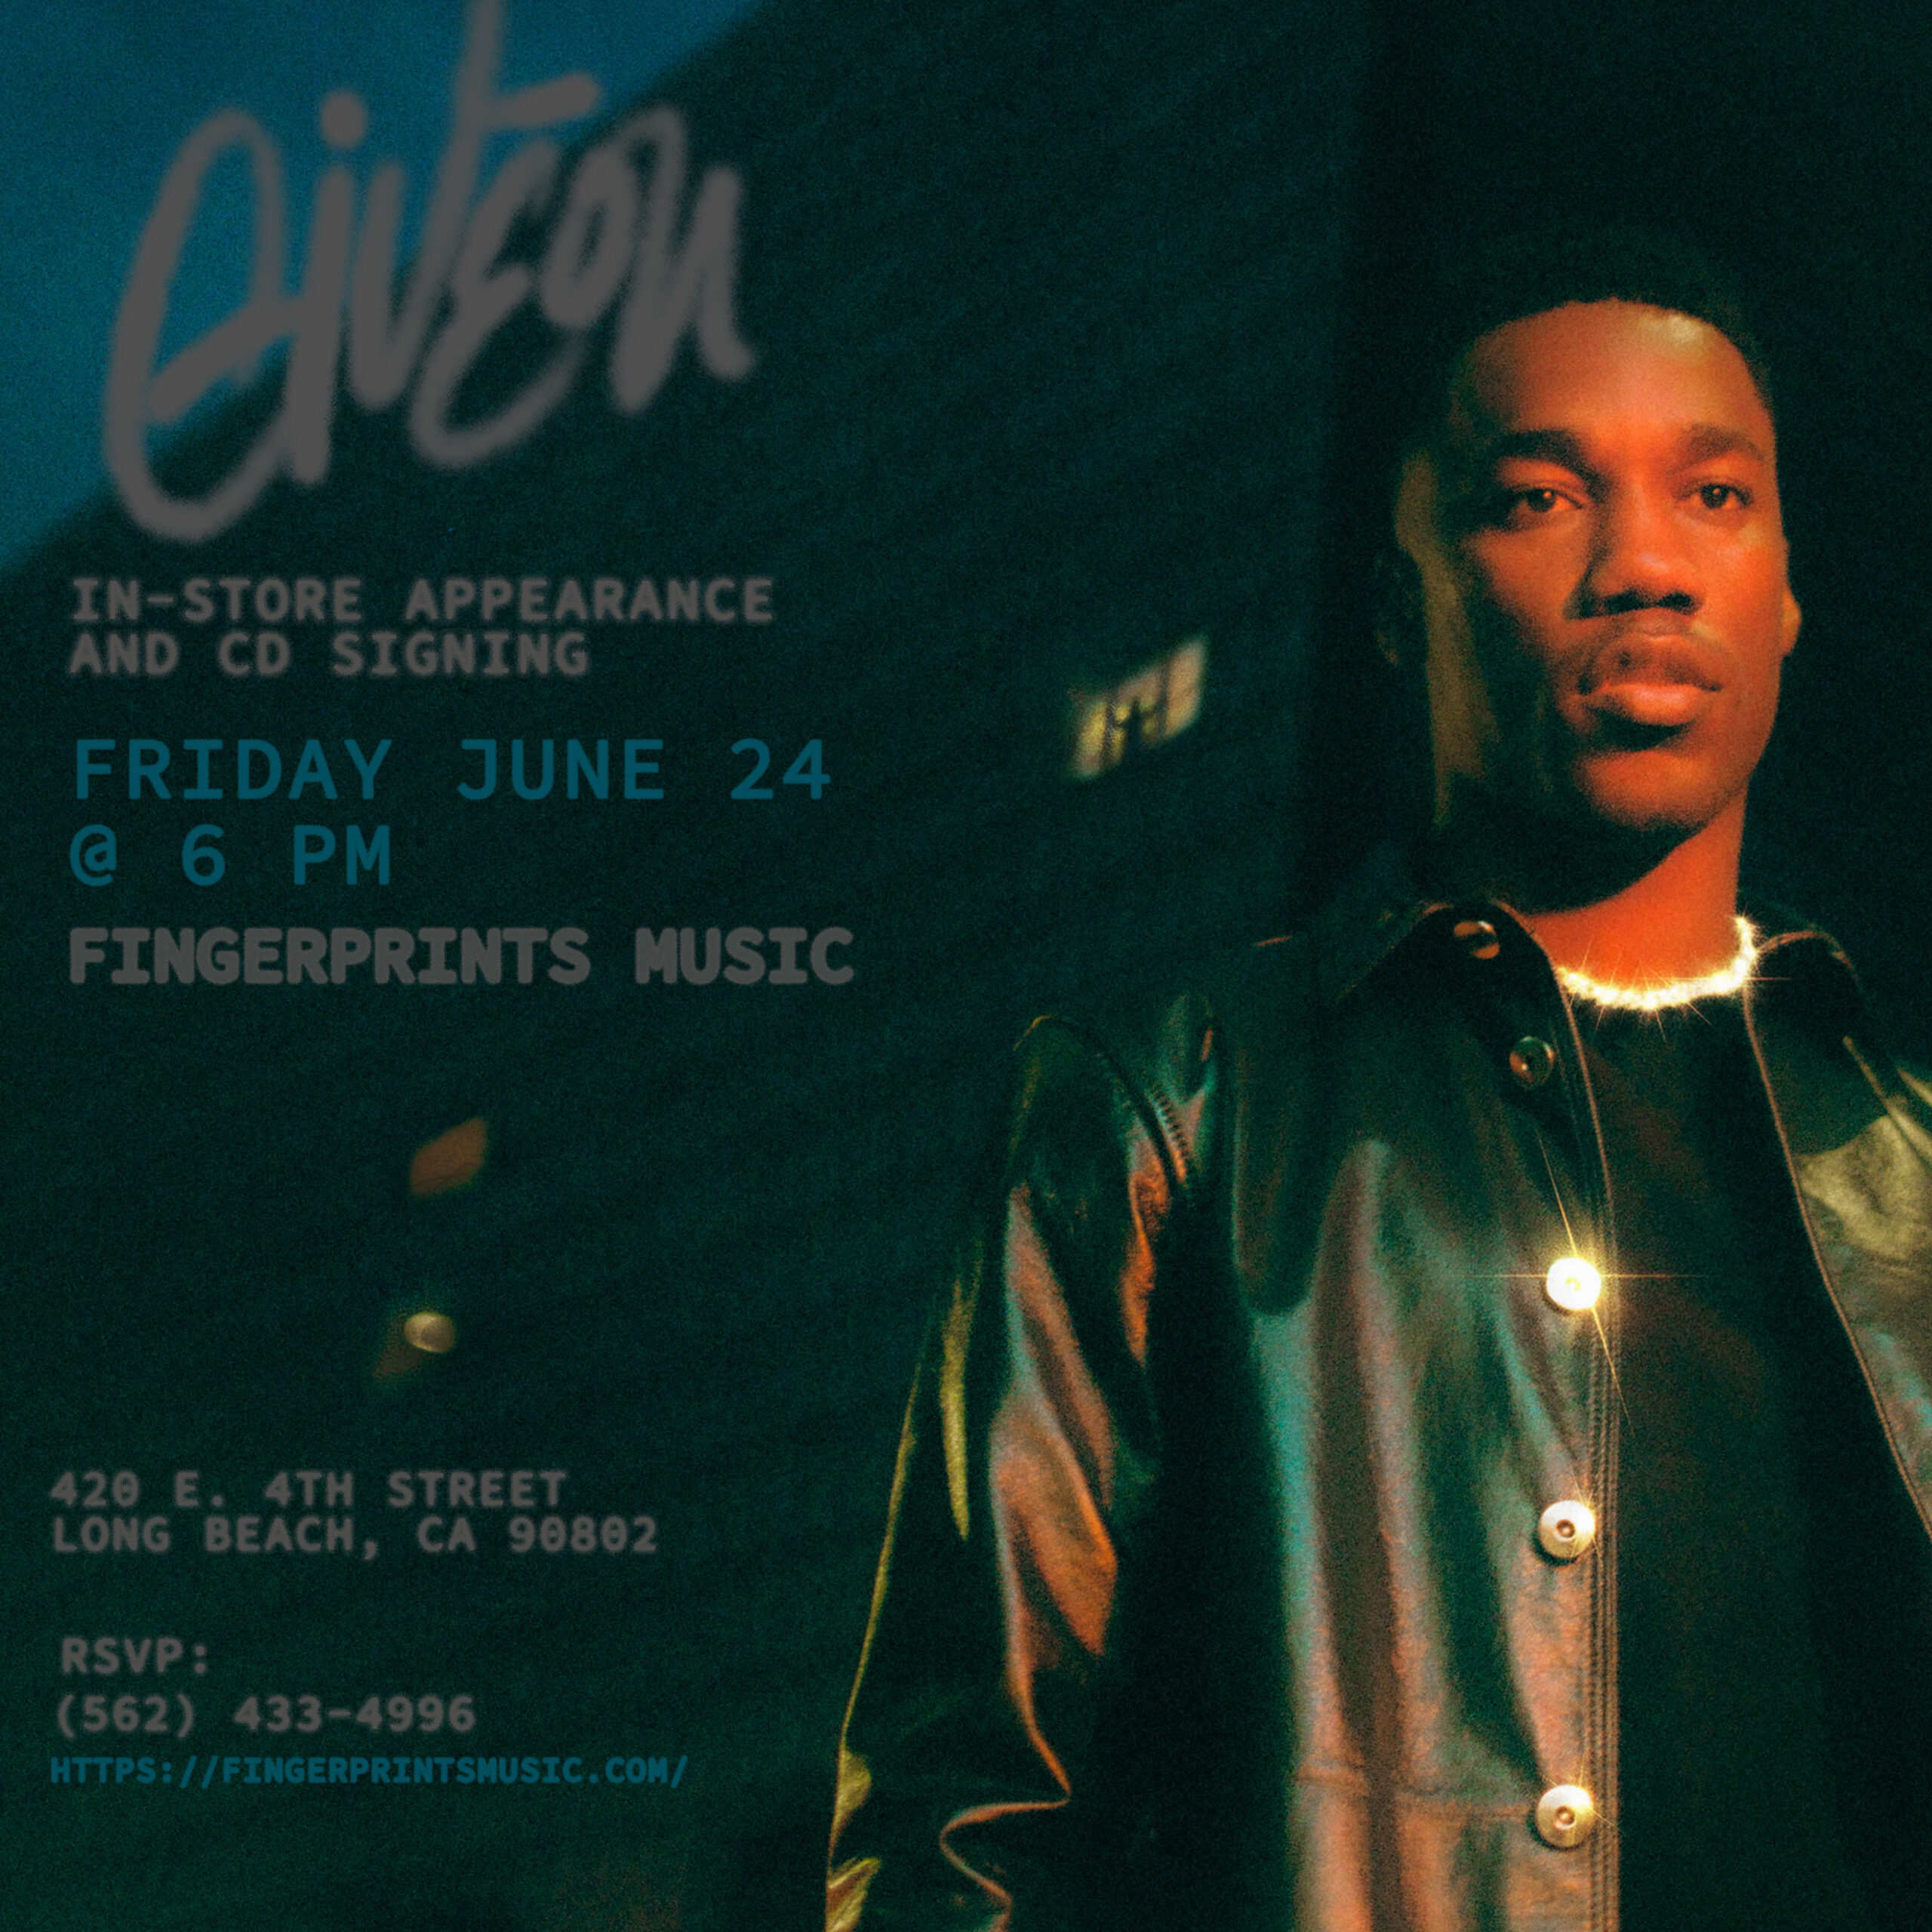 Giveon
IN-STORE APPEARANCE
AND CD SIGNING
FRIDAY JUNE 24
@ 6 PM
FINGERPRINTS MUSIC
420 E. 4TH STREET
LONG BEACH, CA 90802
RSVP:
(562) 433-4996
HTTPS://FINGERPRINTSMUSIC.COM/